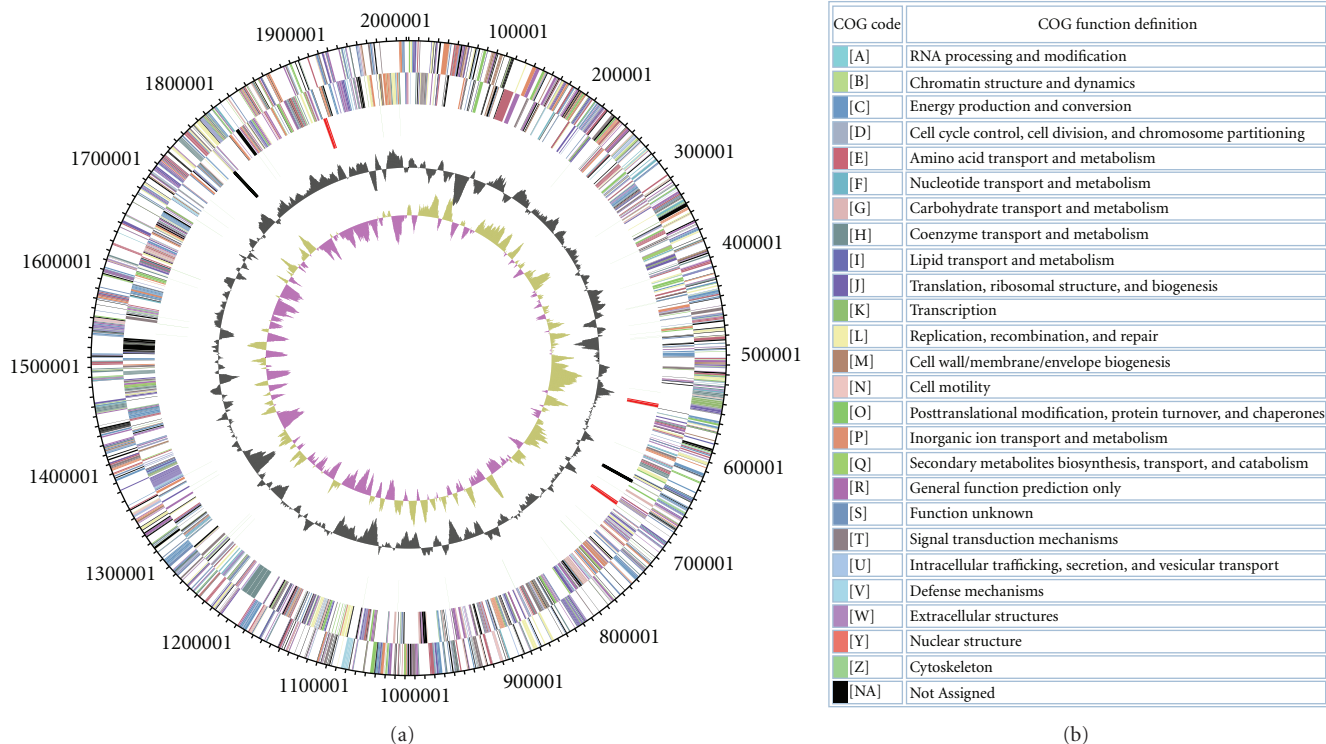 2000001
100001
200001
300001
400001
500001
600001
700001
800001
900001
1000001
1100001
1200001
1300001
1400001
1500001
1600001
1700001
1800001
1900001
(a)
COG code COG function definition
[A] RNA processing and modification
[B] Chromatin structure and dynamics
[C] Energy production and conversion
[D] Cell cycle control, cell division, and chromosome partitioning
[E] Amino acid transport and metabolism
[F] Nucleotide transport and metabolism
[G] Carbohydrate transport and metabolism
[H] Coenzyme transport and metabolism
[I] Lipid transport and metabolism
[J] Translation, ribosomal structure, and biogenesis
[K] Transcription
[L] Replication, recombination, and repair
[M] Cell wall/membrane/envelope biogenesis
[N] Cell motility
[O] Posttranslational modification, protein turnover, and chaperones
[P] Inorganic ion transport and metabolism
[Q] Secondary metabolites biosynthesis, transport, and catabolism
[R] General function prediction only
[S] Function unknown
[T] Signal transduction mechanisms
[U] Intracellular trafficking, secretion, and vesicular transport
[V] Defense mechanisms
[W] Extracellular structures
[Y] Nuclear structure
[Z] Cytoskeleton
[NA] Not Assigned
(b)